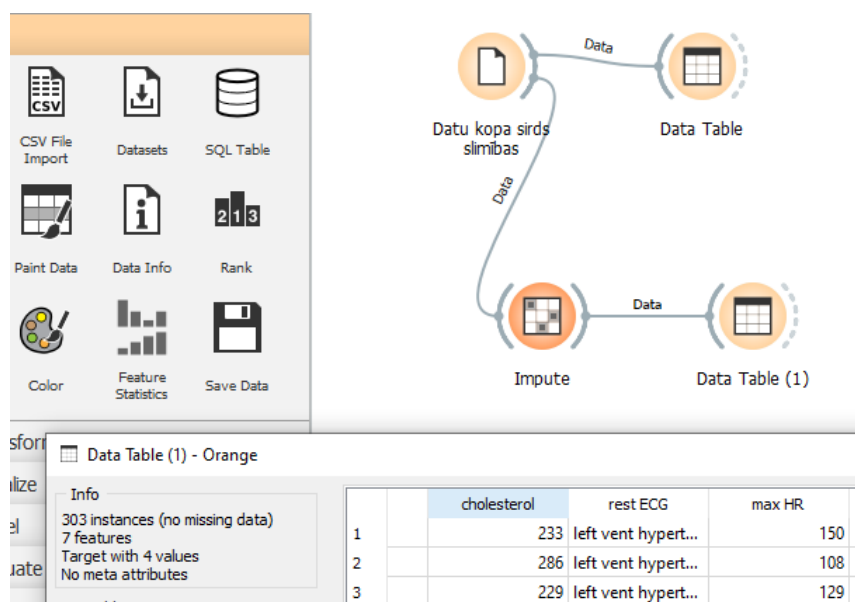 CSV
CSV File
Import
Datasets
SQL Table
213
Paint Data
Data Info
Rank
Color
Feature
Statistics
Save Data
Data
Datu kopa sirds
slimības
Data Table
Data
Impute
Data
Data Table (1)
Data Table (1) - Orange
Info
303 instances (no missing data)
7 features
Target with 4 values
No meta attributes
cholesterol rest ECG max HR
1 233 left vent hypert... 150
2 286 left vent hypert... 108
3 229 left vent hypert... 129